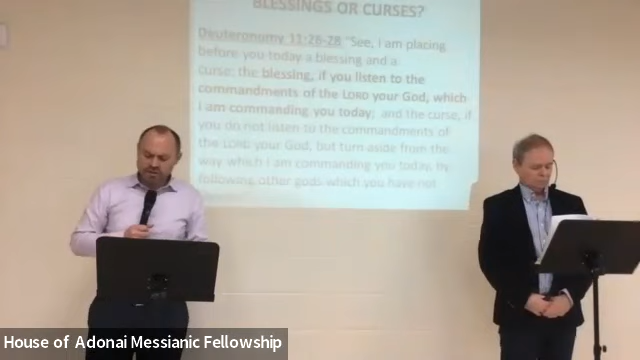 BLESSINGS OR CURSES?
Deuteronomy 11:26-28 "See, I am placing
before you today a blessing and a
curse: the blessing, if you listen to the
commandments of the LORD your God, which
I am commanding you today; and the curse, if
you do not listen to the commandments of
the LORD your God, but turn aside from the
way which I am commanding you today, by
following other gods which you have not
House of Adonai Messianic Fellowship